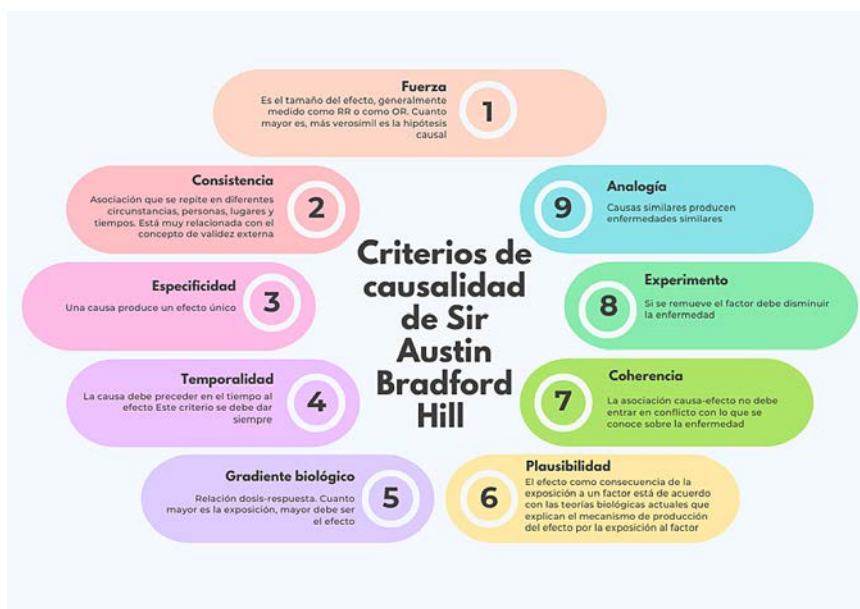 Fuerza
Es el tamaño del efecto, generalmente
medido como RR o como OR. Cuanto
mayor es, más verosímil es la hipótesis
causal
1
Consistencia
Asociación que se repite en diferentes
circunstancias, personas, lugares y
tiempos. Está muy relacionada con el
concepto de validez externa
2
Especificidad
Una causa produce un efecto único
3
Temporalidad
La causa debe preceder en el tiempo al
efecto Este criterio se debe dar
siempre
4
Gradiente biológico
Relación dosis-respuesta. Cuanto
mayor es la exposición, mayor debe ser
el efecto
5
Criterios de
causalidad
de Sir
Austin
Bradford
Hill
6
Plausibilidad
El efecto como consecuencia de la
exposición a un factor está de acuerdo
con las teorías biológicas actuales que
explican el mecanismo de producción
del efecto por la exposición al factor
7
Coherencia
La asociación causa-efecto no debe
entrar en conflicto con lo que se
conoce sobre la enfermedad
8
Experimento
Si se remueve el factor debe disminuir
la enfermedad
9
Analogía
Causas similares producen
enfermedades similares